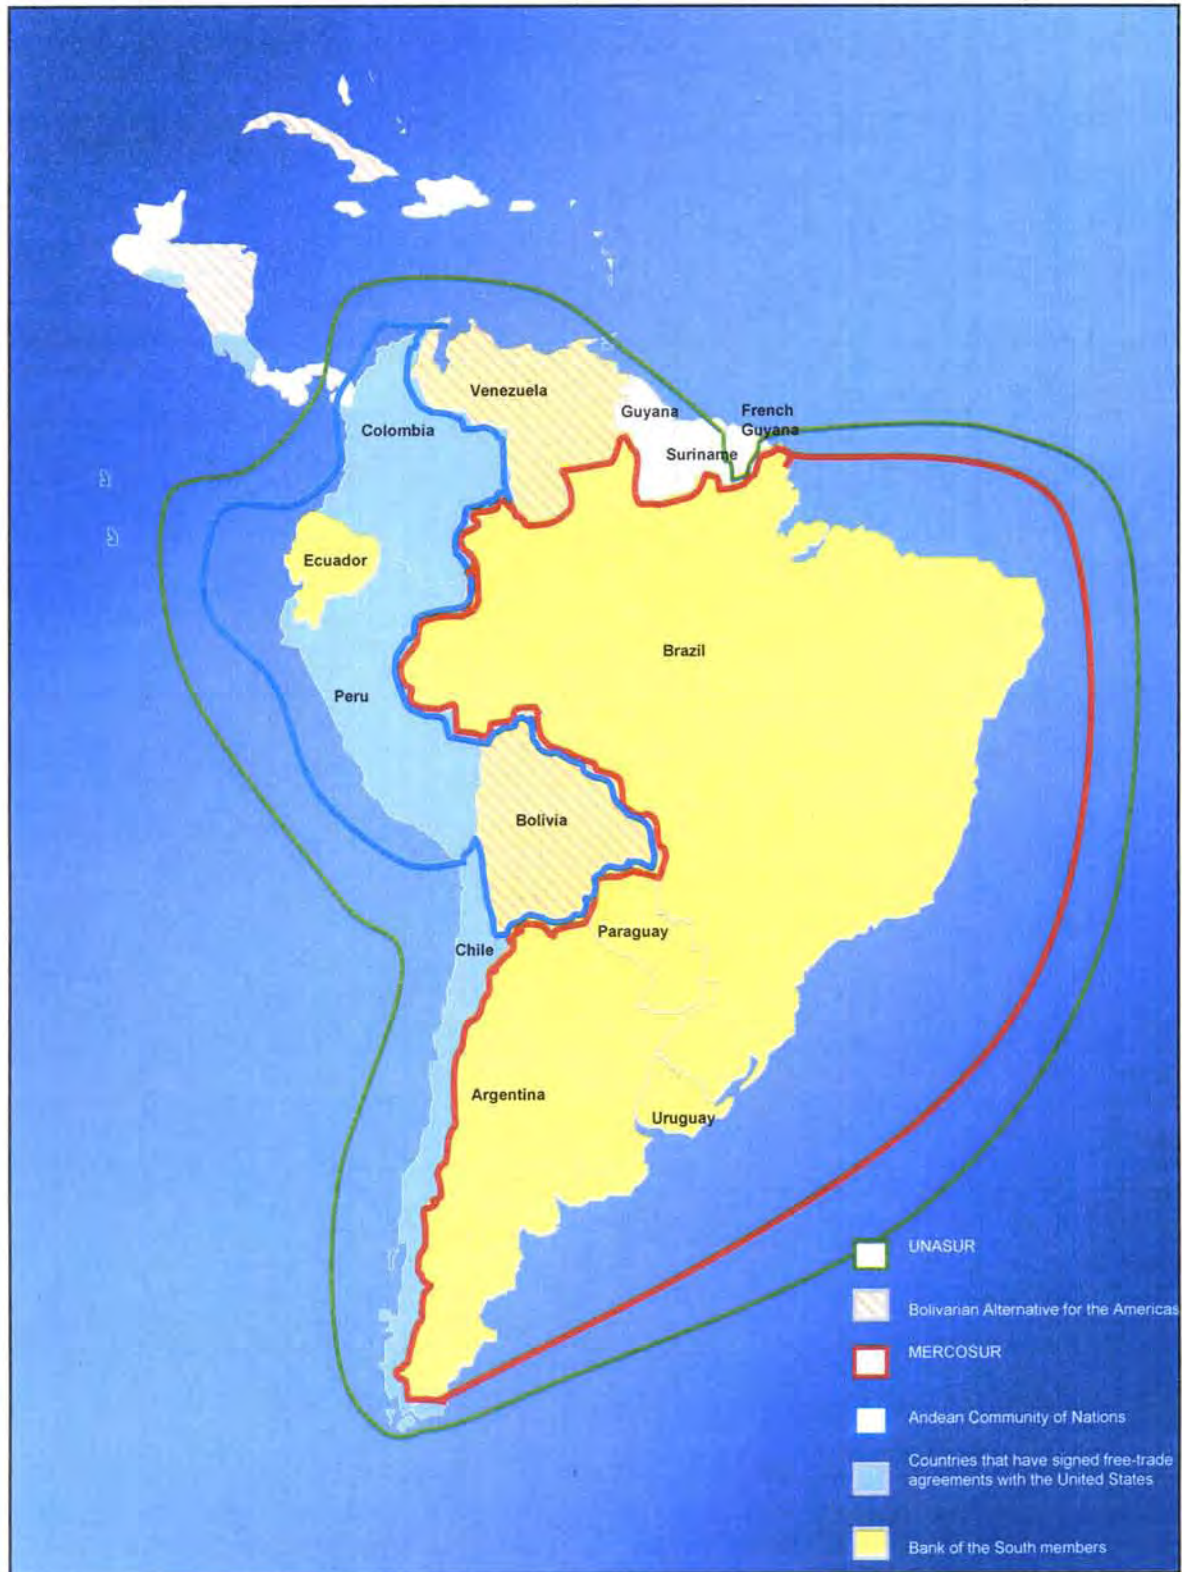 Venezuela
Guyana
French
Guyana
Colombia
Suriname
Ecuador
Brazil
Peru
Bolivia
Paraguay
Chile
Argentina
Uruguay
UNASUR
Bolivarian Alternative for the Americas
MERCOSUR
Andean Community of Nations
Countries that have signed free-trade
agreements with the United States
Bank of the South members